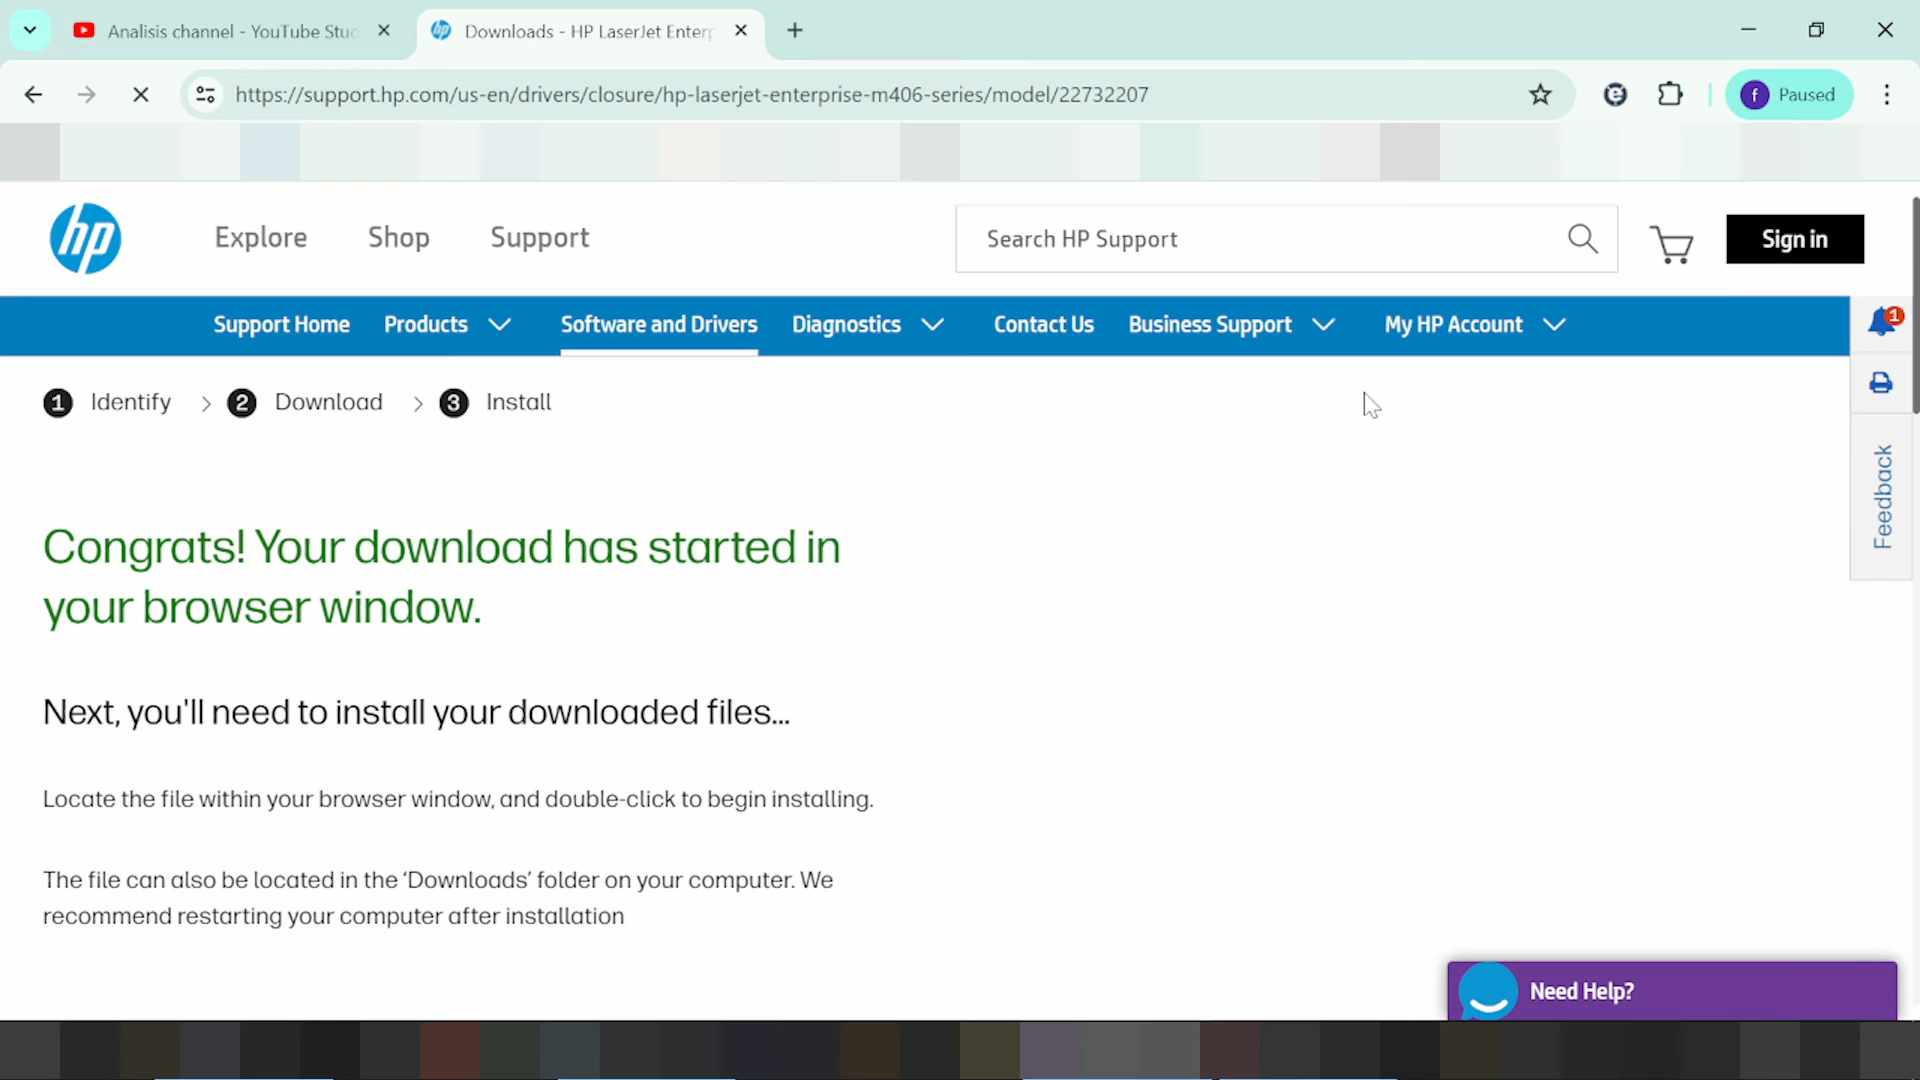 Analisis channel - YouTube Stu
Downloads - HP LaserJet Enter
https://support.hp.com/us-en/drivers/closure/hp-laserjet-enterprise-m406-series/model/22732207
f Paused
hp
Explore Shop Support
Search HP Support
Sign in
Support Home Products Software and Drivers Diagnostics Contact Us Business Support My HP Account
1
1 Identify > 2 Download > 3 Install
Feedback
Congrats! Your download has started in
your browser window.
Next, you'll need to install your downloaded files...
Locate the file within your browser window, and double-click to begin installing.
The file can also be located in the ‘Downloads’ folder on your computer. We
recommend restarting your computer after installation
Need Help?